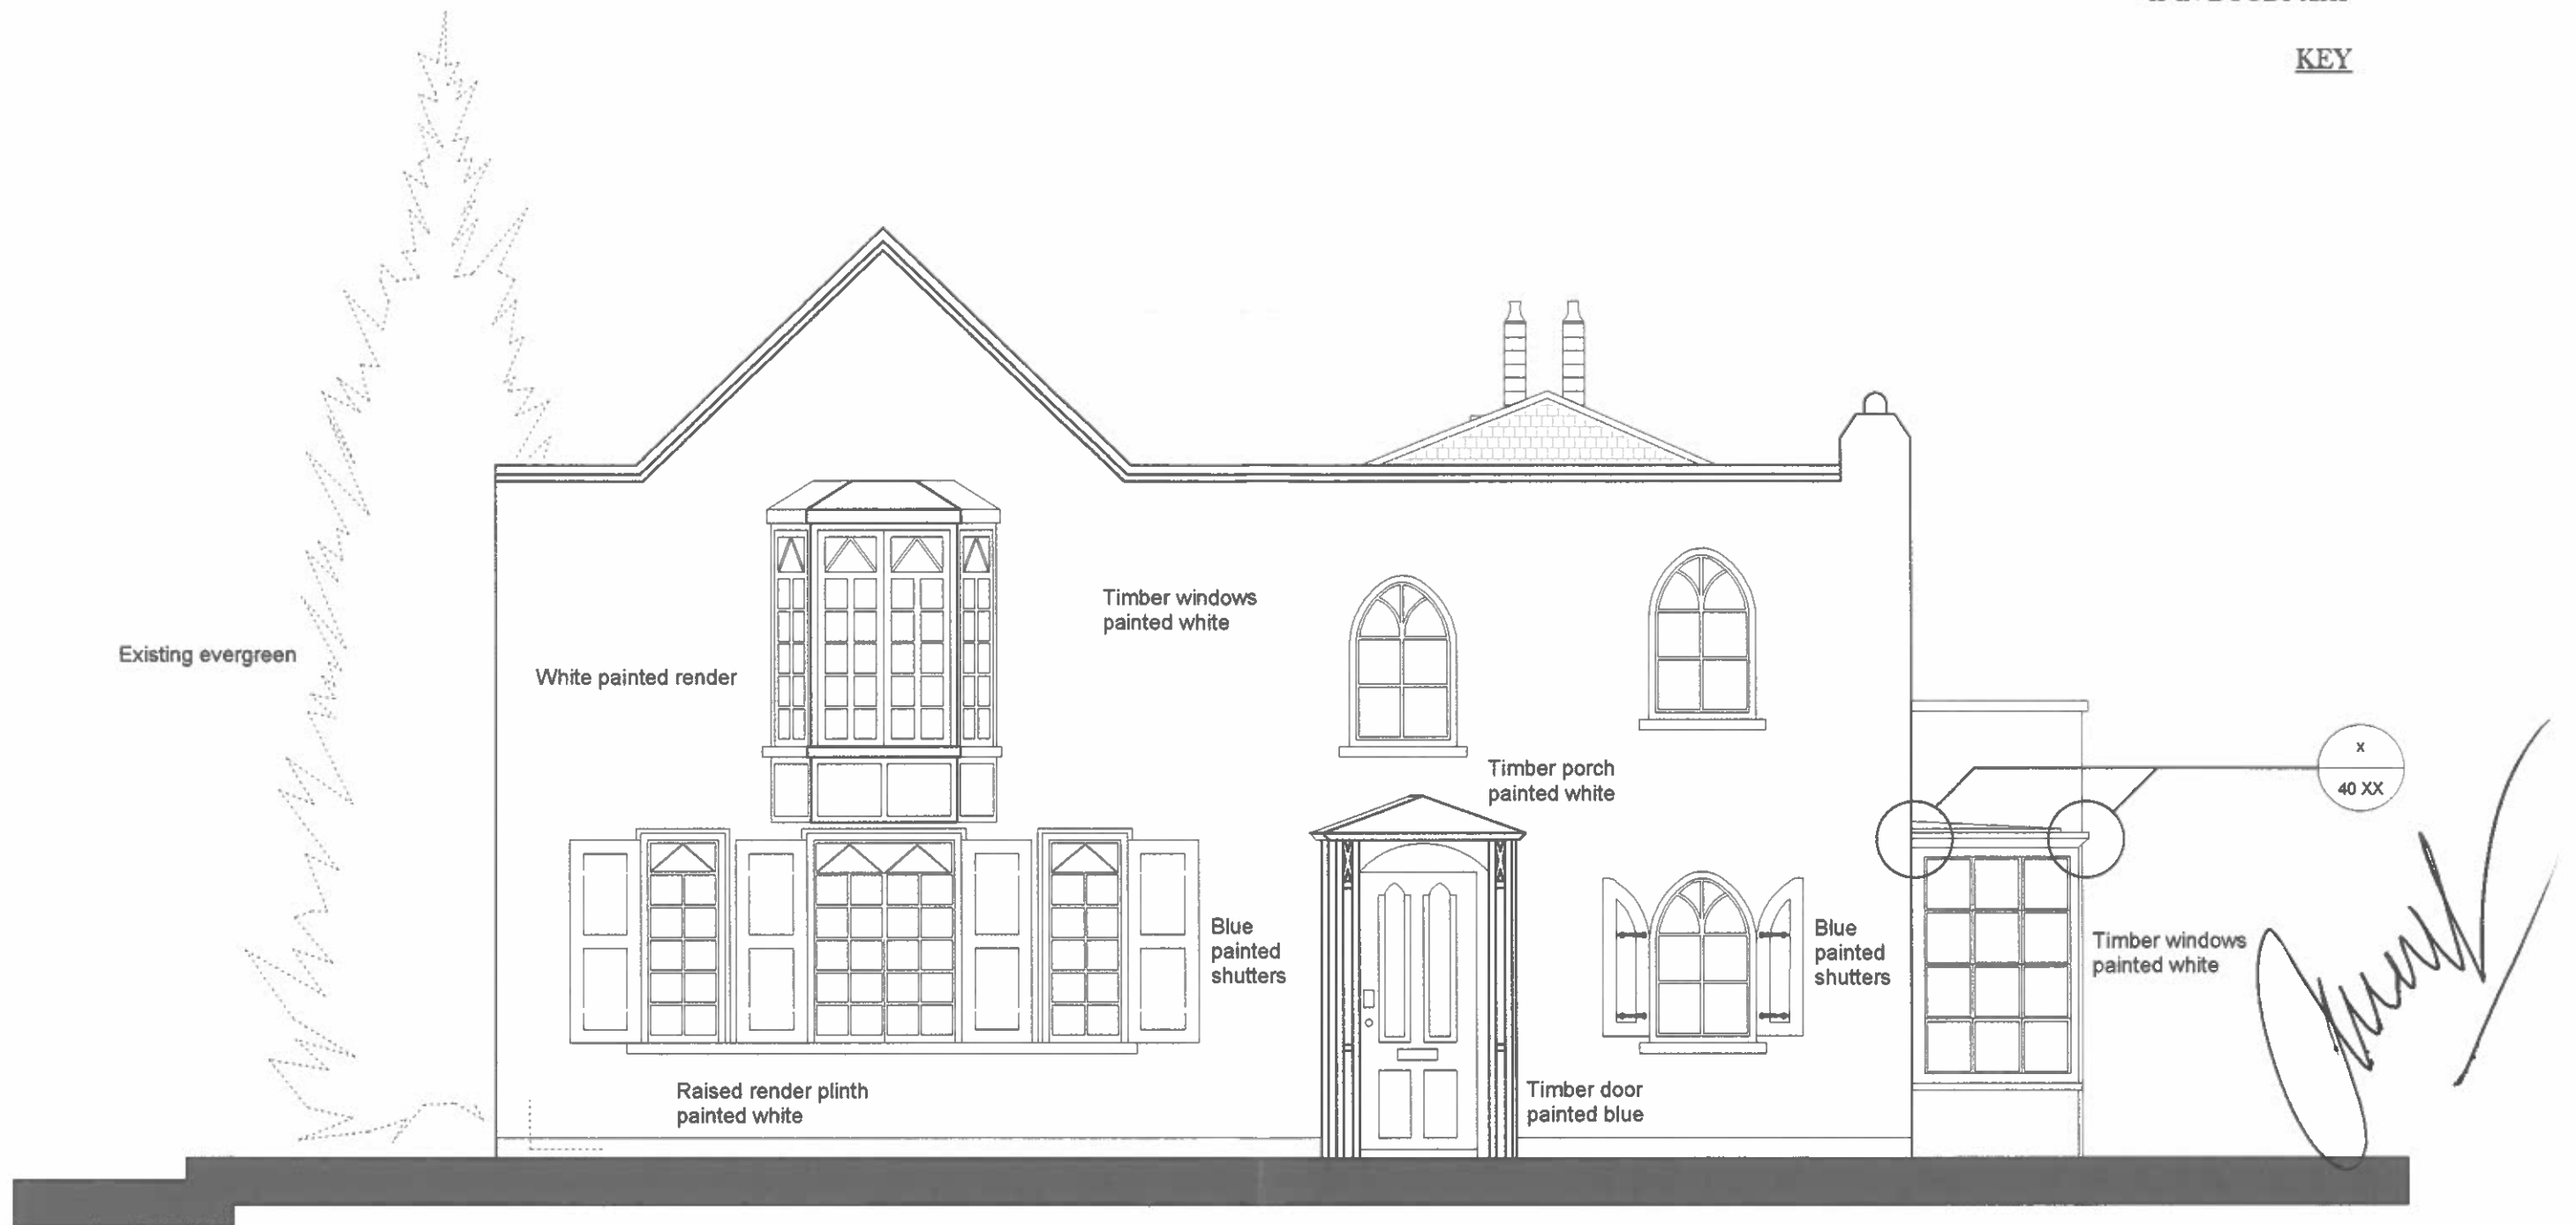 KEY
Timber windows
painted white
Existing evergreen
White painted render
Timber porch
painted white
X
40 XX
Blue
painted
shutters
Blue
painted
shutters
Timber windows
painted white
Raised render plinth
painted white
Timber door
painted blue